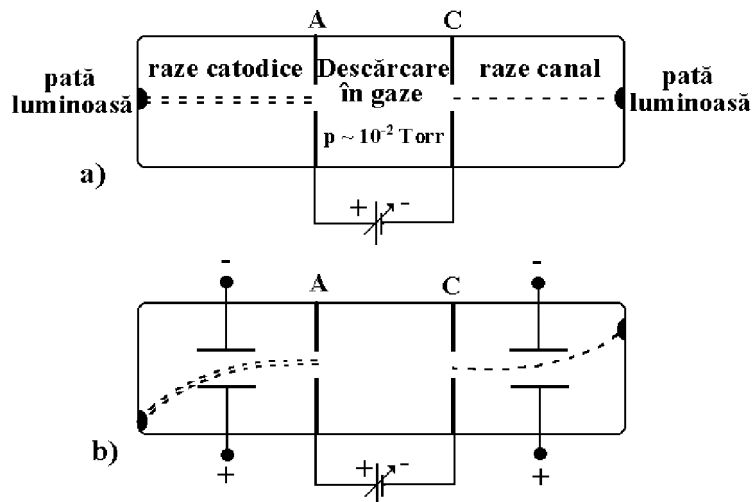 A C
raze catodice Descărcare raze canal
pată în gaze pată
luminoasă luminoasă
p ~ 10⁻² Torr
a)
+ -
- -
A C
b)
+ + - +